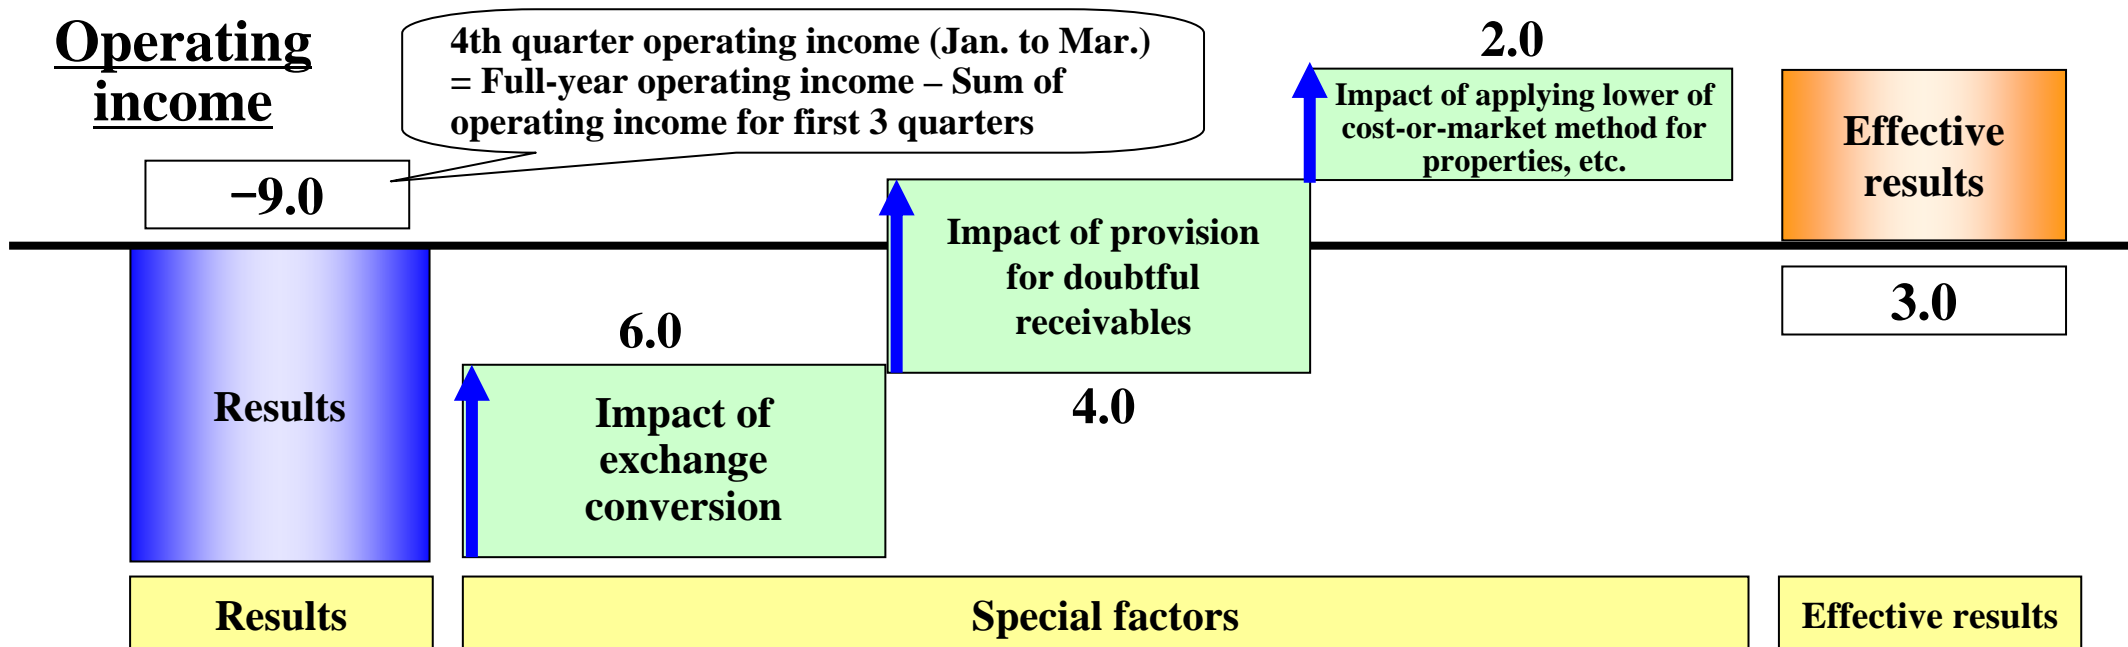 Operating
income
4th quarter operating income (Jan. to Mar.)
= Full-year operating income – Sum of
operating income for first 3 quarters
−9.0
Results
6.0
Impact of
exchange
conversion
Impact of provision
for doubtful
receivables
4.0
2.0
Impact of applying lower of
cost-or-market method for
properties, etc.
Effective
results
3.0
Results
Special factors
Effective results